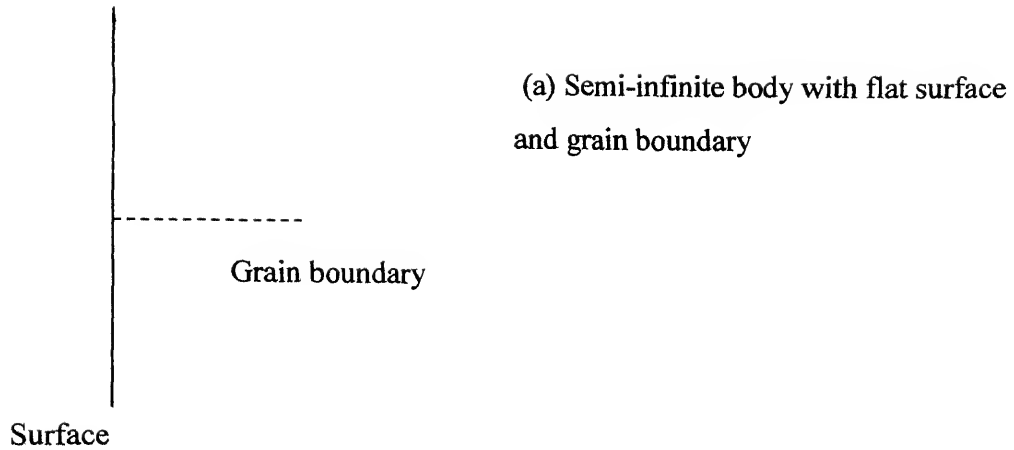 (a) Semi-infinite body with flat surface
and grain boundary
Grain boundary
Surface